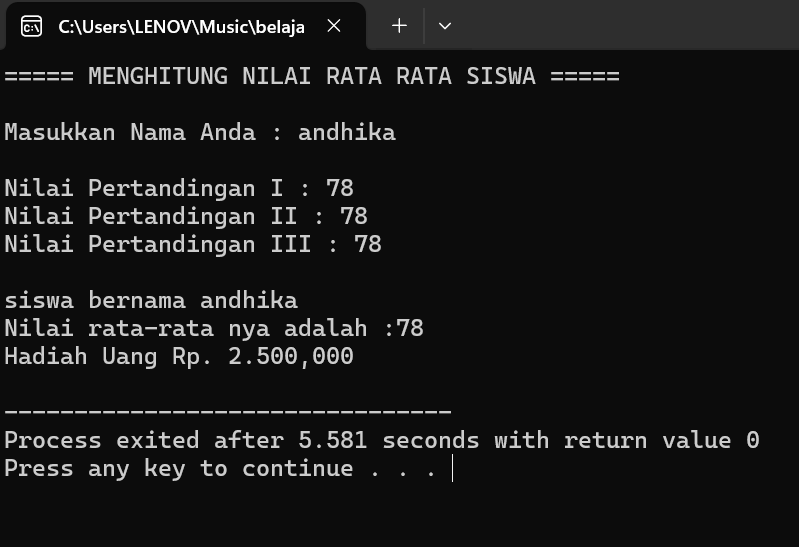 C:\Users\LENOV\Music\belaja
===== MENGHITUNG NILAI RATA RATA SISWA =====
Masukkan Nama Anda : andhika
Nilai Pertandingan I : 78
Nilai Pertandingan II : 78
Nilai Pertandingan III : 78
siswa bernama andhika
Nilai rata-rata nya adalah :78
Hadiah Uang Rp. 2.500,000
--------------------------------
Process exited after 5.581 seconds with return value 0
Press any key to continue . . .